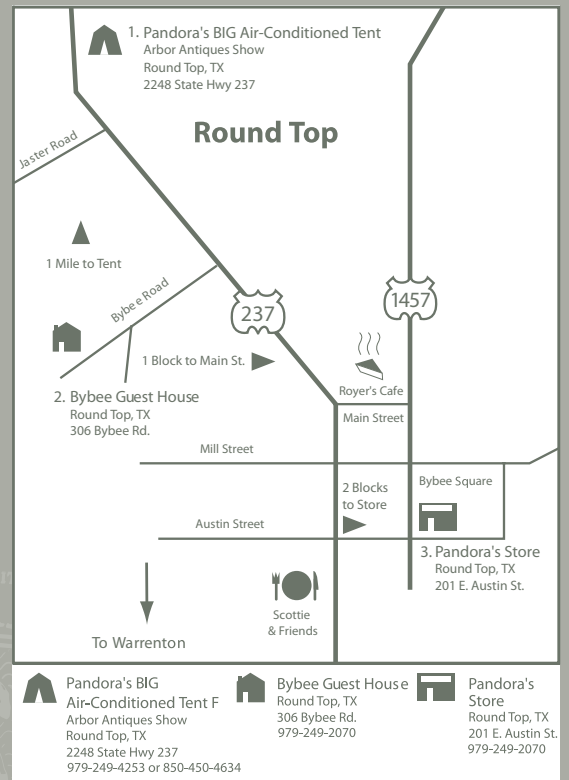 1. Pandora's BIG Air-Conditioned Tent
Arbor Antiques Show
Round Top, TX
2248 State Hwy 237
Round Top
Jaster Road
1 Mile to Tent
Bybee Road
237
1457
1 Block to Main St.
Royer's Cafe
2. Bybee Guest House
Round Top, TX
306 Bybee Rd.
Main Street
Mill Street
2 Blocks
to Store
Bybee Square
Austin Street
3. Pandora's Store
Round Top, TX
201 E. Austin St.
Scottie
& Friends
To Warrenton
Pandora's BIG
Air-Conditioned Tent F
Arbor Antiques Show
Round Top, TX
2248 State Hwy 237
979-249-4253 or 850-450-4634
Bybee Guest House
Round Top, TX
306 Bybee Rd.
979-249-2070
Pandora's
Store
Round Top, TX
201 E. Austin St.
979-249-2070